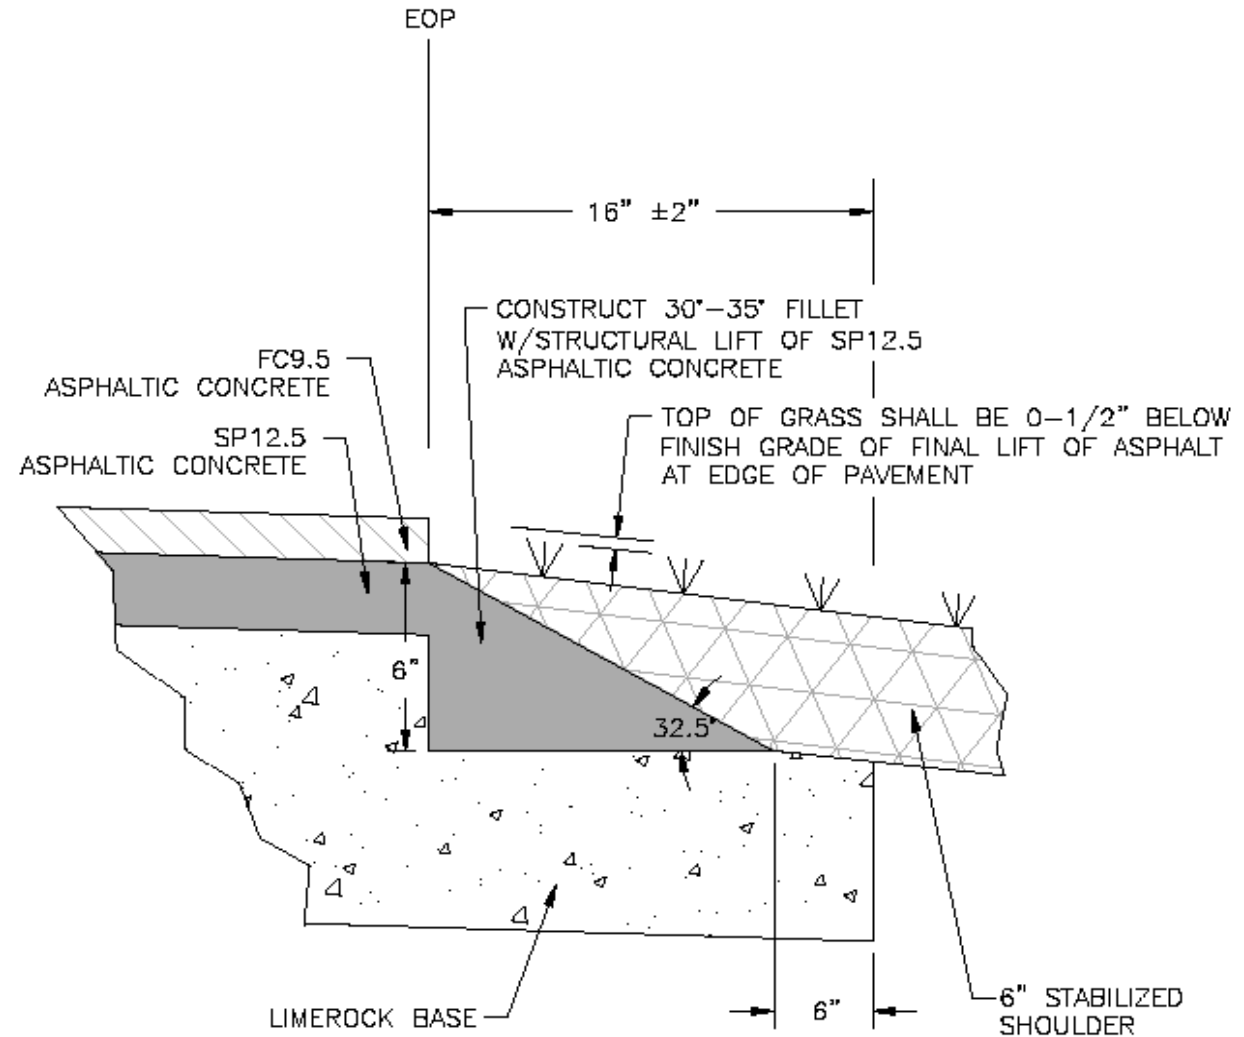 EOP
16" ±2"
CONSTRUCT 30°-35° FILLET
W/STRUCTURAL LIFT OF SP12.5
ASPHALTIC CONCRETE
FC9.5
ASPHALTIC CONCRETE
TOP OF GRASS SHALL BE 0-1/2" BELOW
FINISH GRADE OF FINAL LIFT OF ASPHALT
AT EDGE OF PAVEMENT
SP12.5
ASPHALTIC CONCRETE
6"
32.5°
LIMEROCK BASE
6"
6" STABILIZED
SHOULDER